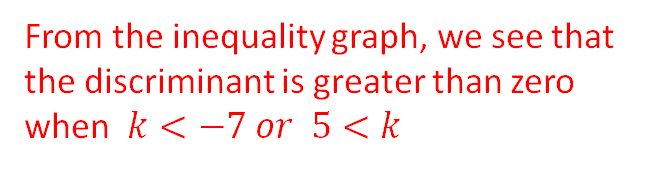 From the inequality graph, we see that
the discriminant is greater than zero
when k < −7 or 5 < k